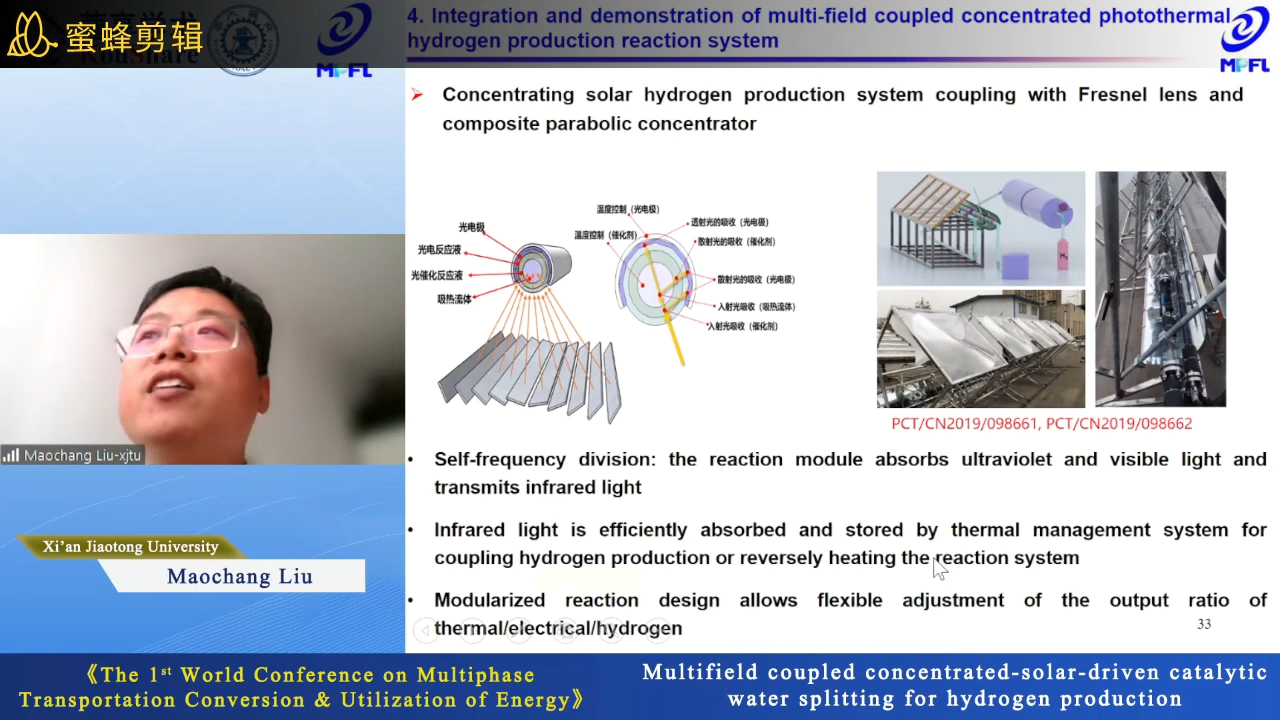 蜜蜂剪辑
KouShare
MPFL
4. Integration and demonstration of multi-field coupled concentrated photothermal
hydrogen production reaction system
MPFL
Concentrating solar hydrogen production system coupling with Fresnel lens and
composite parabolic concentrator
光电极
光电反应液
光催化反应液
吸热流体
温度控制（光电极）
温度控制（催化剂）
透射光的吸收（光电极）
散射光的吸收（催化剂）
散射光的吸收（光电极）
入射光吸收（吸热流体）
入射光吸收（催化剂）
H₂
PCT/CN2019/098661, PCT/CN2019/098662
• Self-frequency division: the reaction module absorbs ultraviolet and visible light and
transmits infrared light
• Infrared light is efficiently absorbed and stored by thermal management system for
coupling hydrogen production or reversely heating the reaction system
• Modularized reaction design allows flexible adjustment of the output ratio of
thermal/electrical/hydrogen
33
Maochang Liu-xjtu
Xi’an Jiaotong University
Maochang Liu
《The 1st World Conference on Multiphase
Transportation Conversion & Utilization of Energy》
Multifield coupled concentrated-solar-driven catalytic
water splitting for hydrogen production